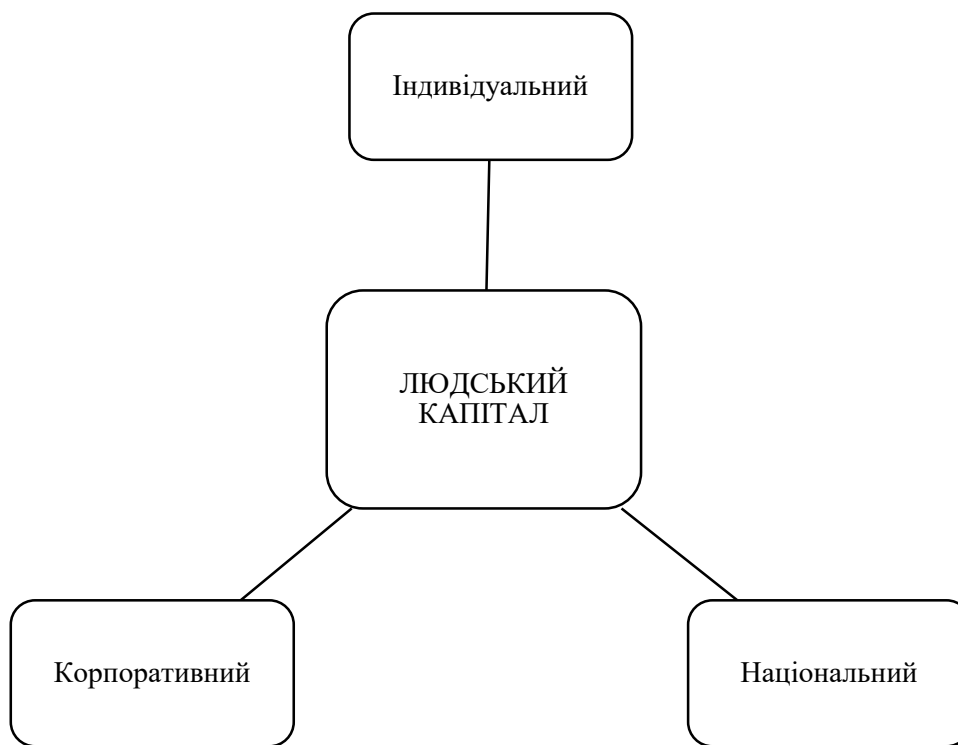 Індивідуальний
ЛЮДСЬКИЙ
КАПІТАЛ
Корпоративний
Національний